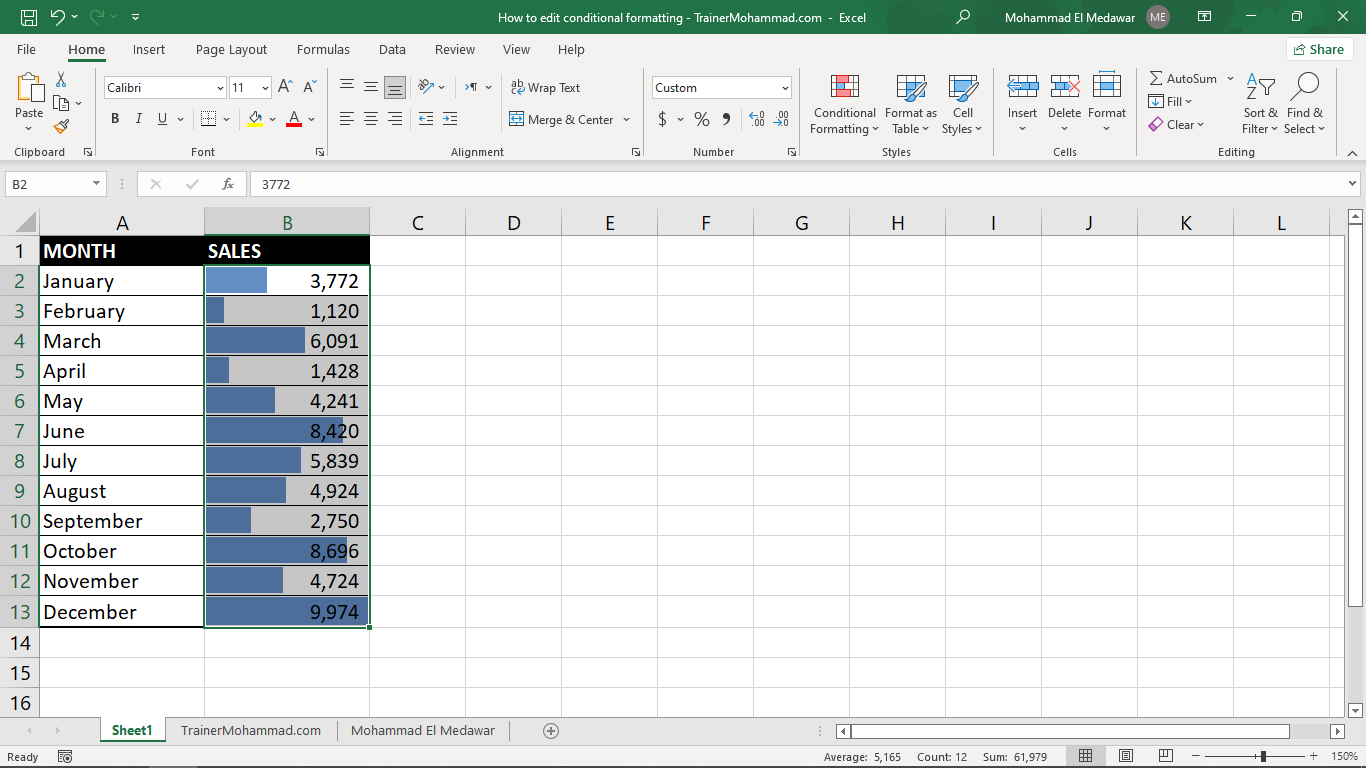 How to edit conditional formatting - TrainerMohammad.com - Excel
Mohammad El Medawar ME
File Home Insert Page Layout Formulas Data Review View Help Share
Paste
Clipboard
Calibri 11
B I U A
Font
Wrap Text
Merge & Center
Alignment
Custom
$ % 9
Number
Conditional Formatting
Format as Table
Cell Styles
Styles
Insert Delete Format
Cells
AutoSum
Fill
Clear
Sort & Filter
Find & Select
Editing
B2 fx 3772
A B C D E F G H I J K L
1 MONTH SALES
2 January 3,772
3 February 1,120
4 March 6,091
5 April 1,428
6 May 4,241
7 June 8,420
8 July 5,839
9 August 4,924
10 September 2,750
11 October 8,696
12 November 4,724
13 December 9,974
14
15
16
Sheet1 TrainerMohammad.com Mohammad El Medawar
Ready Average: 5,165 Count: 12 Sum: 61,979 150%